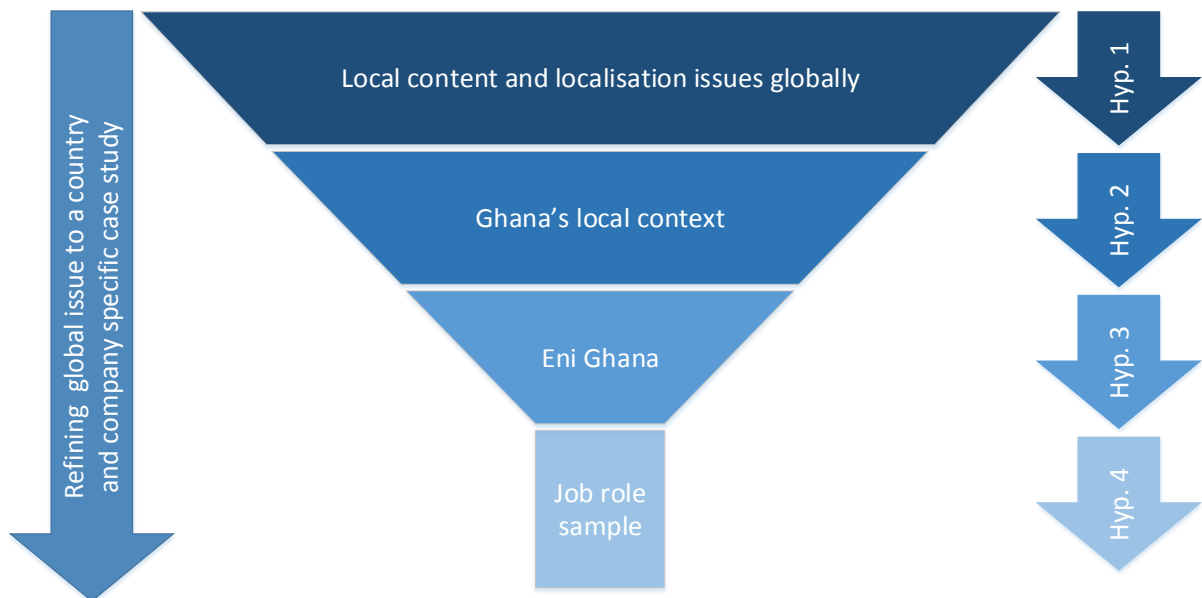 Refining global issue to a country
and company specific case study
Local content and localisation issues globally
Ghana’s local context
Eni Ghana
Job role
sample
Hyp. 1
Hyp. 2
Hyp. 3
Hyp. 4